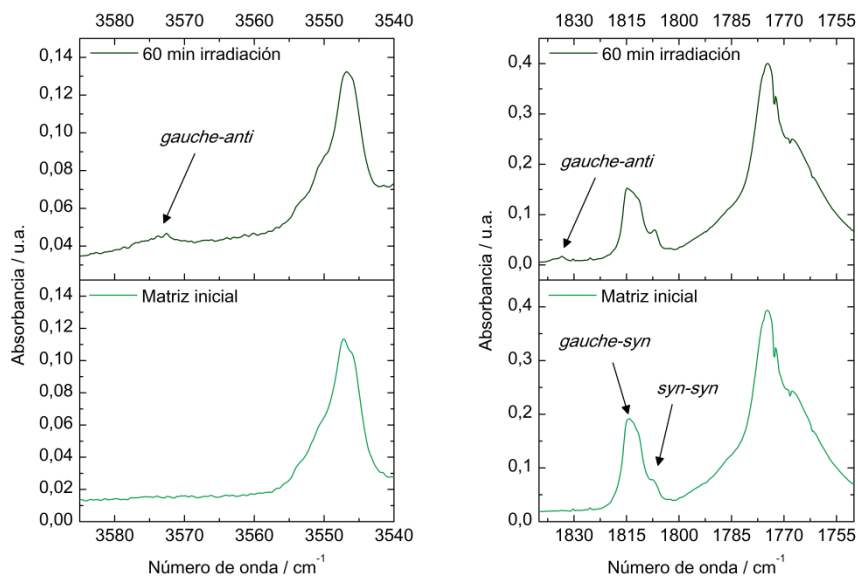 3580 3570 3560 3550 3540
0,14
60 min irradiación
0,12
gauche-anti
0,10
0,08
0,06
0,04
0,14
Matriz inicial
0,12
0,10
0,08
0,06
0,04
0,02
0,00
3580 3570 3560 3550 3540
Número de onda / cm-1
Absorbancia / u.a.
1830 1815 1800 1785 1770 1755
0,4
60 min irradiación
0,3
gauche-anti
0,2
0,1
0,0
0,4
Matriz inicial
gauche-syn
0,3
syn-syn
0,2
0,1
0,0
1830 1815 1800 1785 1770 1755
Número de onda / cm-1
Absorbancia / u.a.